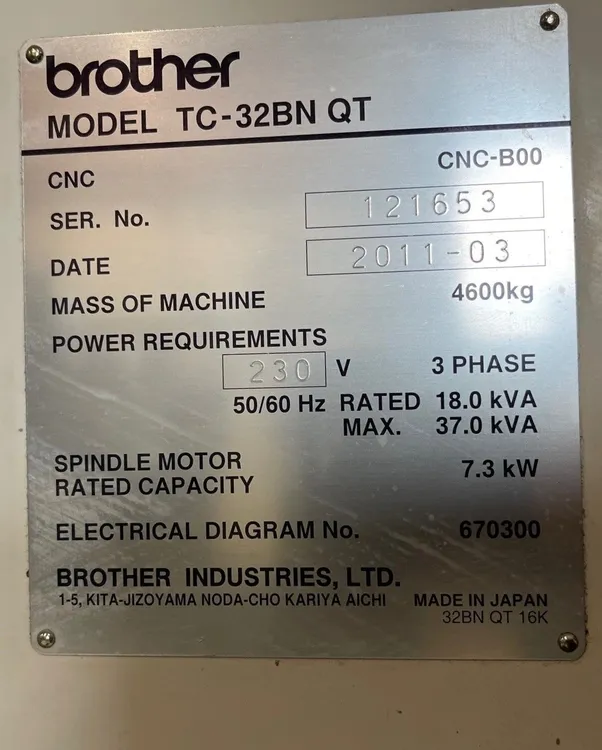 brother
MODEL TC-32BN QT
CNC CNC-B00
SER. No. 121653
DATE 2011-03
MASS OF MACHINE 4600kg
POWER REQUIREMENTS
230 V 3 PHASE
50/60 Hz RATED 18.0 kVA
MAX. 37.0 kVA
SPINDLE MOTOR
RATED CAPACITY 7.3 kW
ELECTRICAL DIAGRAM No. 670300
BROTHER INDUSTRIES, LTD.
1-5, KITA-JIZOYAMA NODA-CHO KARIYA AICHI MADE IN JAPAN
32BN QT 16K